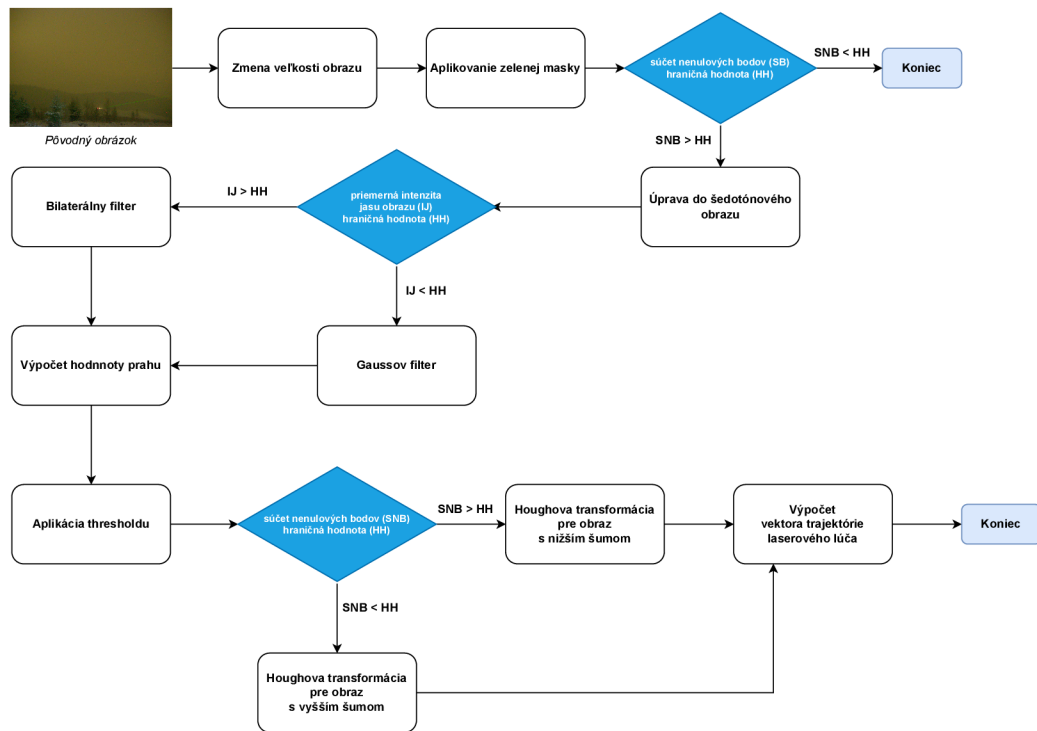 Zmena veľkosti obrazu
Aplikovanie zelenej masky
súčet nenulových bodov (SB)
hraničná hodnota (HH)
SNB < HH
Koniec
Pôvodný obrázok
SNB > HH
Bilaterálny filter
IJ > HH
priemerná intenzita
jasu obrazu (IJ)
hraničná hodnota (HH)
Úprava do šedotónového
obrazu
IJ < HH
Výpočet hodnnoty prahu
Gaussov filter
Aplikácia thresholdu
súčet nenulových bodov (SNB)
hraničná hodnota (HH)
SNB > HH
Houghova transformácia
pre obraz
s nižším šumom
Výpočet
vektora trajektórie
laserového lúča
Koniec
SNB < HH
Houghova transformácia
pre obraz
s vyšším šumom